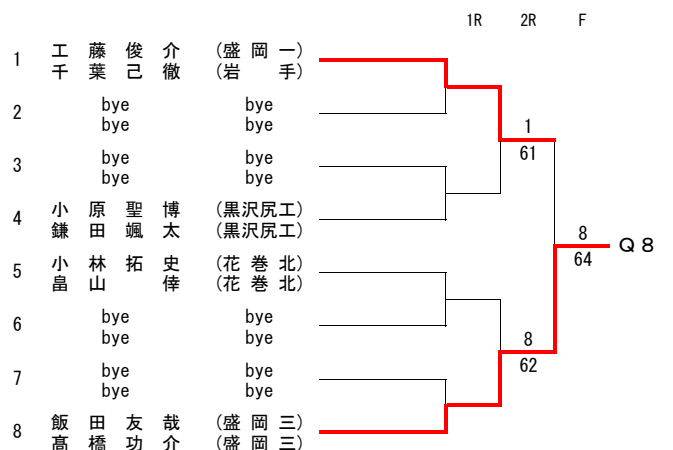 1R 2R F
1 工藤俊介 (盛岡一)
千葉己徹 (岩手)
2 bye bye
bye bye
3 bye bye
bye bye
4 小原聖博 (黒沢尻工)
鎌田颯太 (黒沢尻工)
5 小林拓史 (花巻北)
畠山倖 (花巻北)
6 bye bye
bye bye
7 bye bye
bye bye
8 飯田友哉 (盛岡三)
髙橋功介 (盛岡三)
1
61
8
64
Q8
8
62